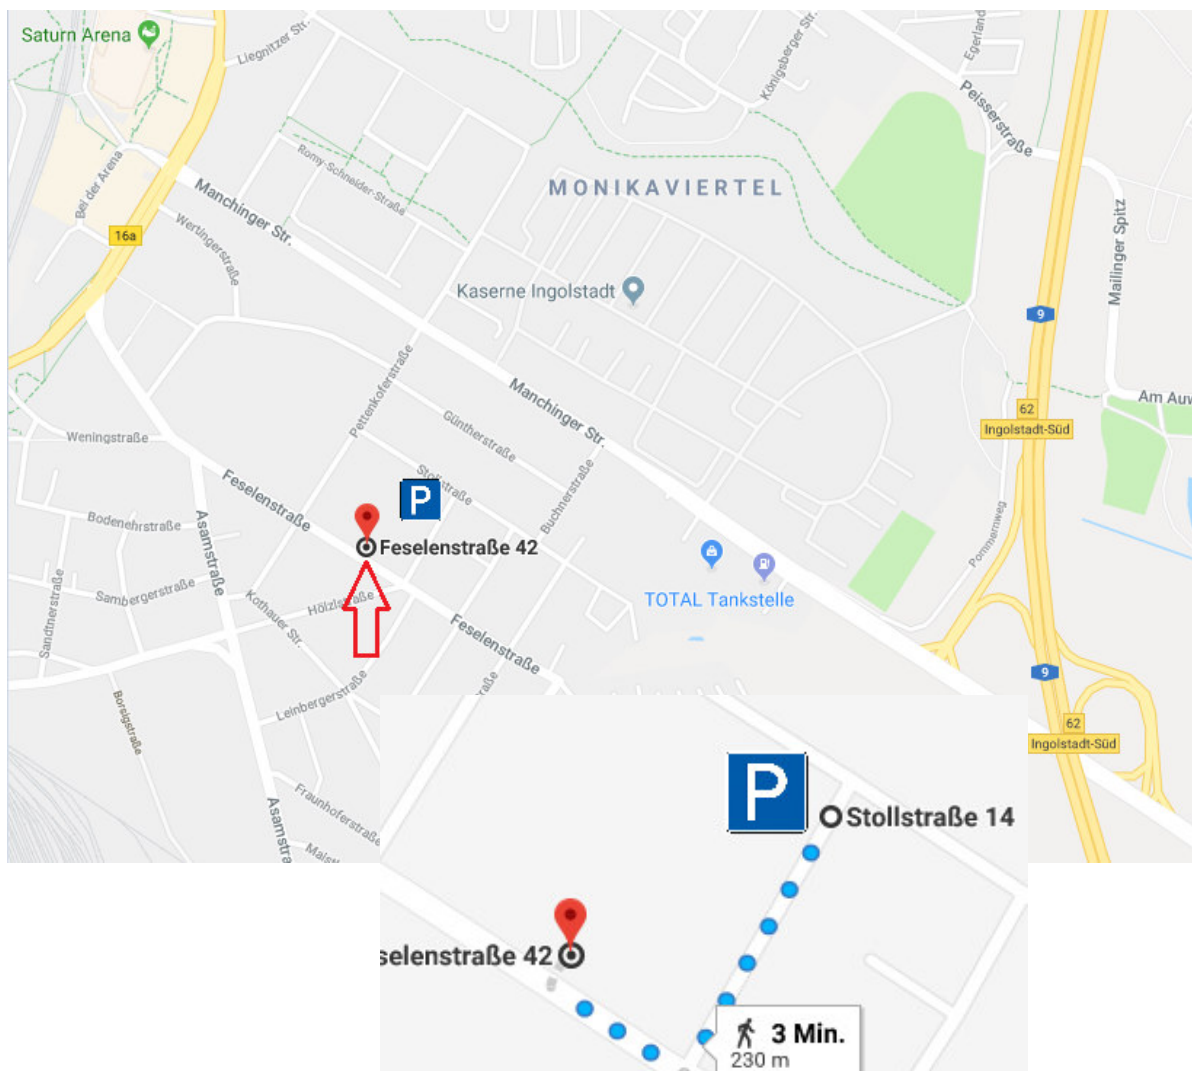 Saturn Arena
Liegnitzer Str.
Königsberger Str.
Egerland
Peisserstraße
Bei der Arena
Romy-Schneider-Straße
MONIKAVIERTEL
Manchinger Str.
Wertingerstraße
16a
Mailinger Spitz
Kaserne Ingolstadt
9
Pettenkoferstraße
Manchinger Str.
Am Auw
62
Ingolstadt-Süd
Güntherstraße
Weningstraße
Stollstraße
Buchnerstraße
Feselenstraße
P
Bodenehrstraße
Asamstraße
Feselenstraße 42
Pommernweg
Sambergerstraße
Sandtnerstraße
Hölzlstraße
Kothauer Str.
TOTAL Tankstelle
Feselenstraße
9
Leinbergerstraße
raße
Borsigstraße
62
Ingolstadt-Süd
Fraunhoferstraße
Asamstra
Maistr
P
Stollstraße 14
selenstraße 42
3 Min.
230 m